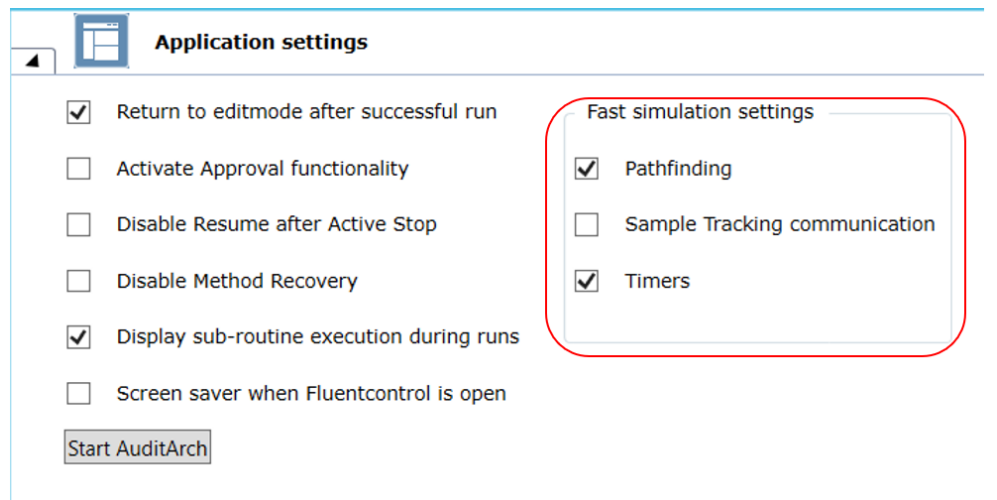 Application settings
Return to editmode after successful run
Activate Approval functionality
Disable Resume after Active Stop
Disable Method Recovery
Display sub-routine execution during runs
Screen saver when Fluentcontrol is open
Start AuditArch
Fast simulation settings
Pathfinding
Sample Tracking communication
Timers